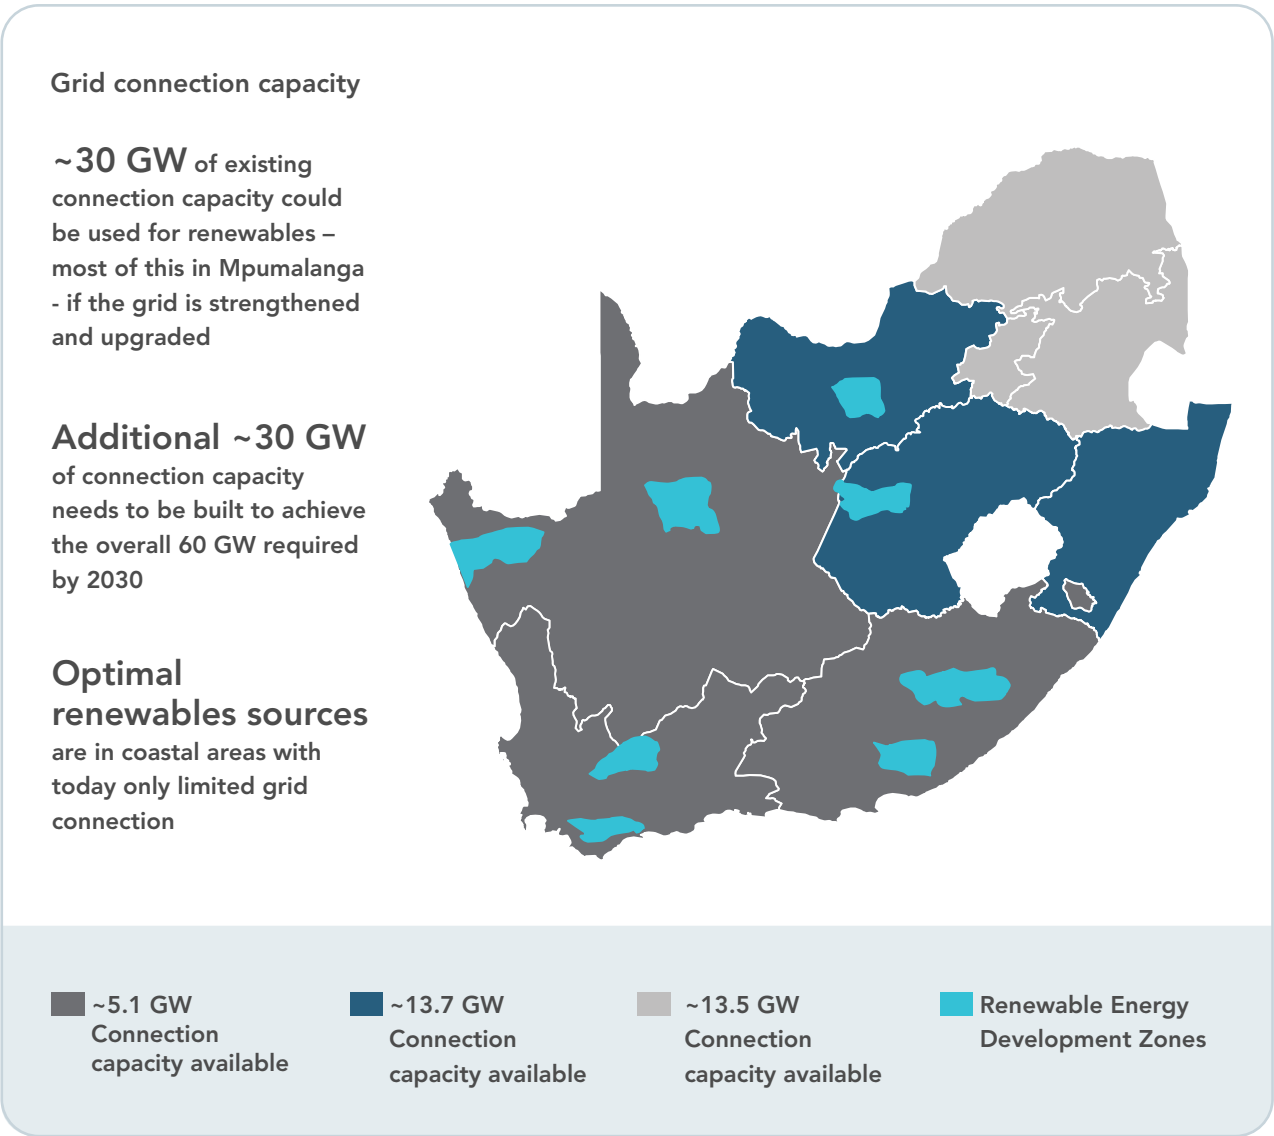 Grid connection capacity
~30 GW of existing
connection capacity could
be used for renewables –
most of this in Mpumalanga
- if the grid is strengthened
and upgraded
Additional ~30 GW
of connection capacity
needs to be built to achieve
the overall 60 GW required
by 2030
Optimal
renewables sources
are in coastal areas with
today only limited grid
connection
~5.1 GW
Connection
capacity available
~13.7 GW
Connection
capacity available
~13.5 GW
Connection
capacity available
Renewable Energy
Development Zones